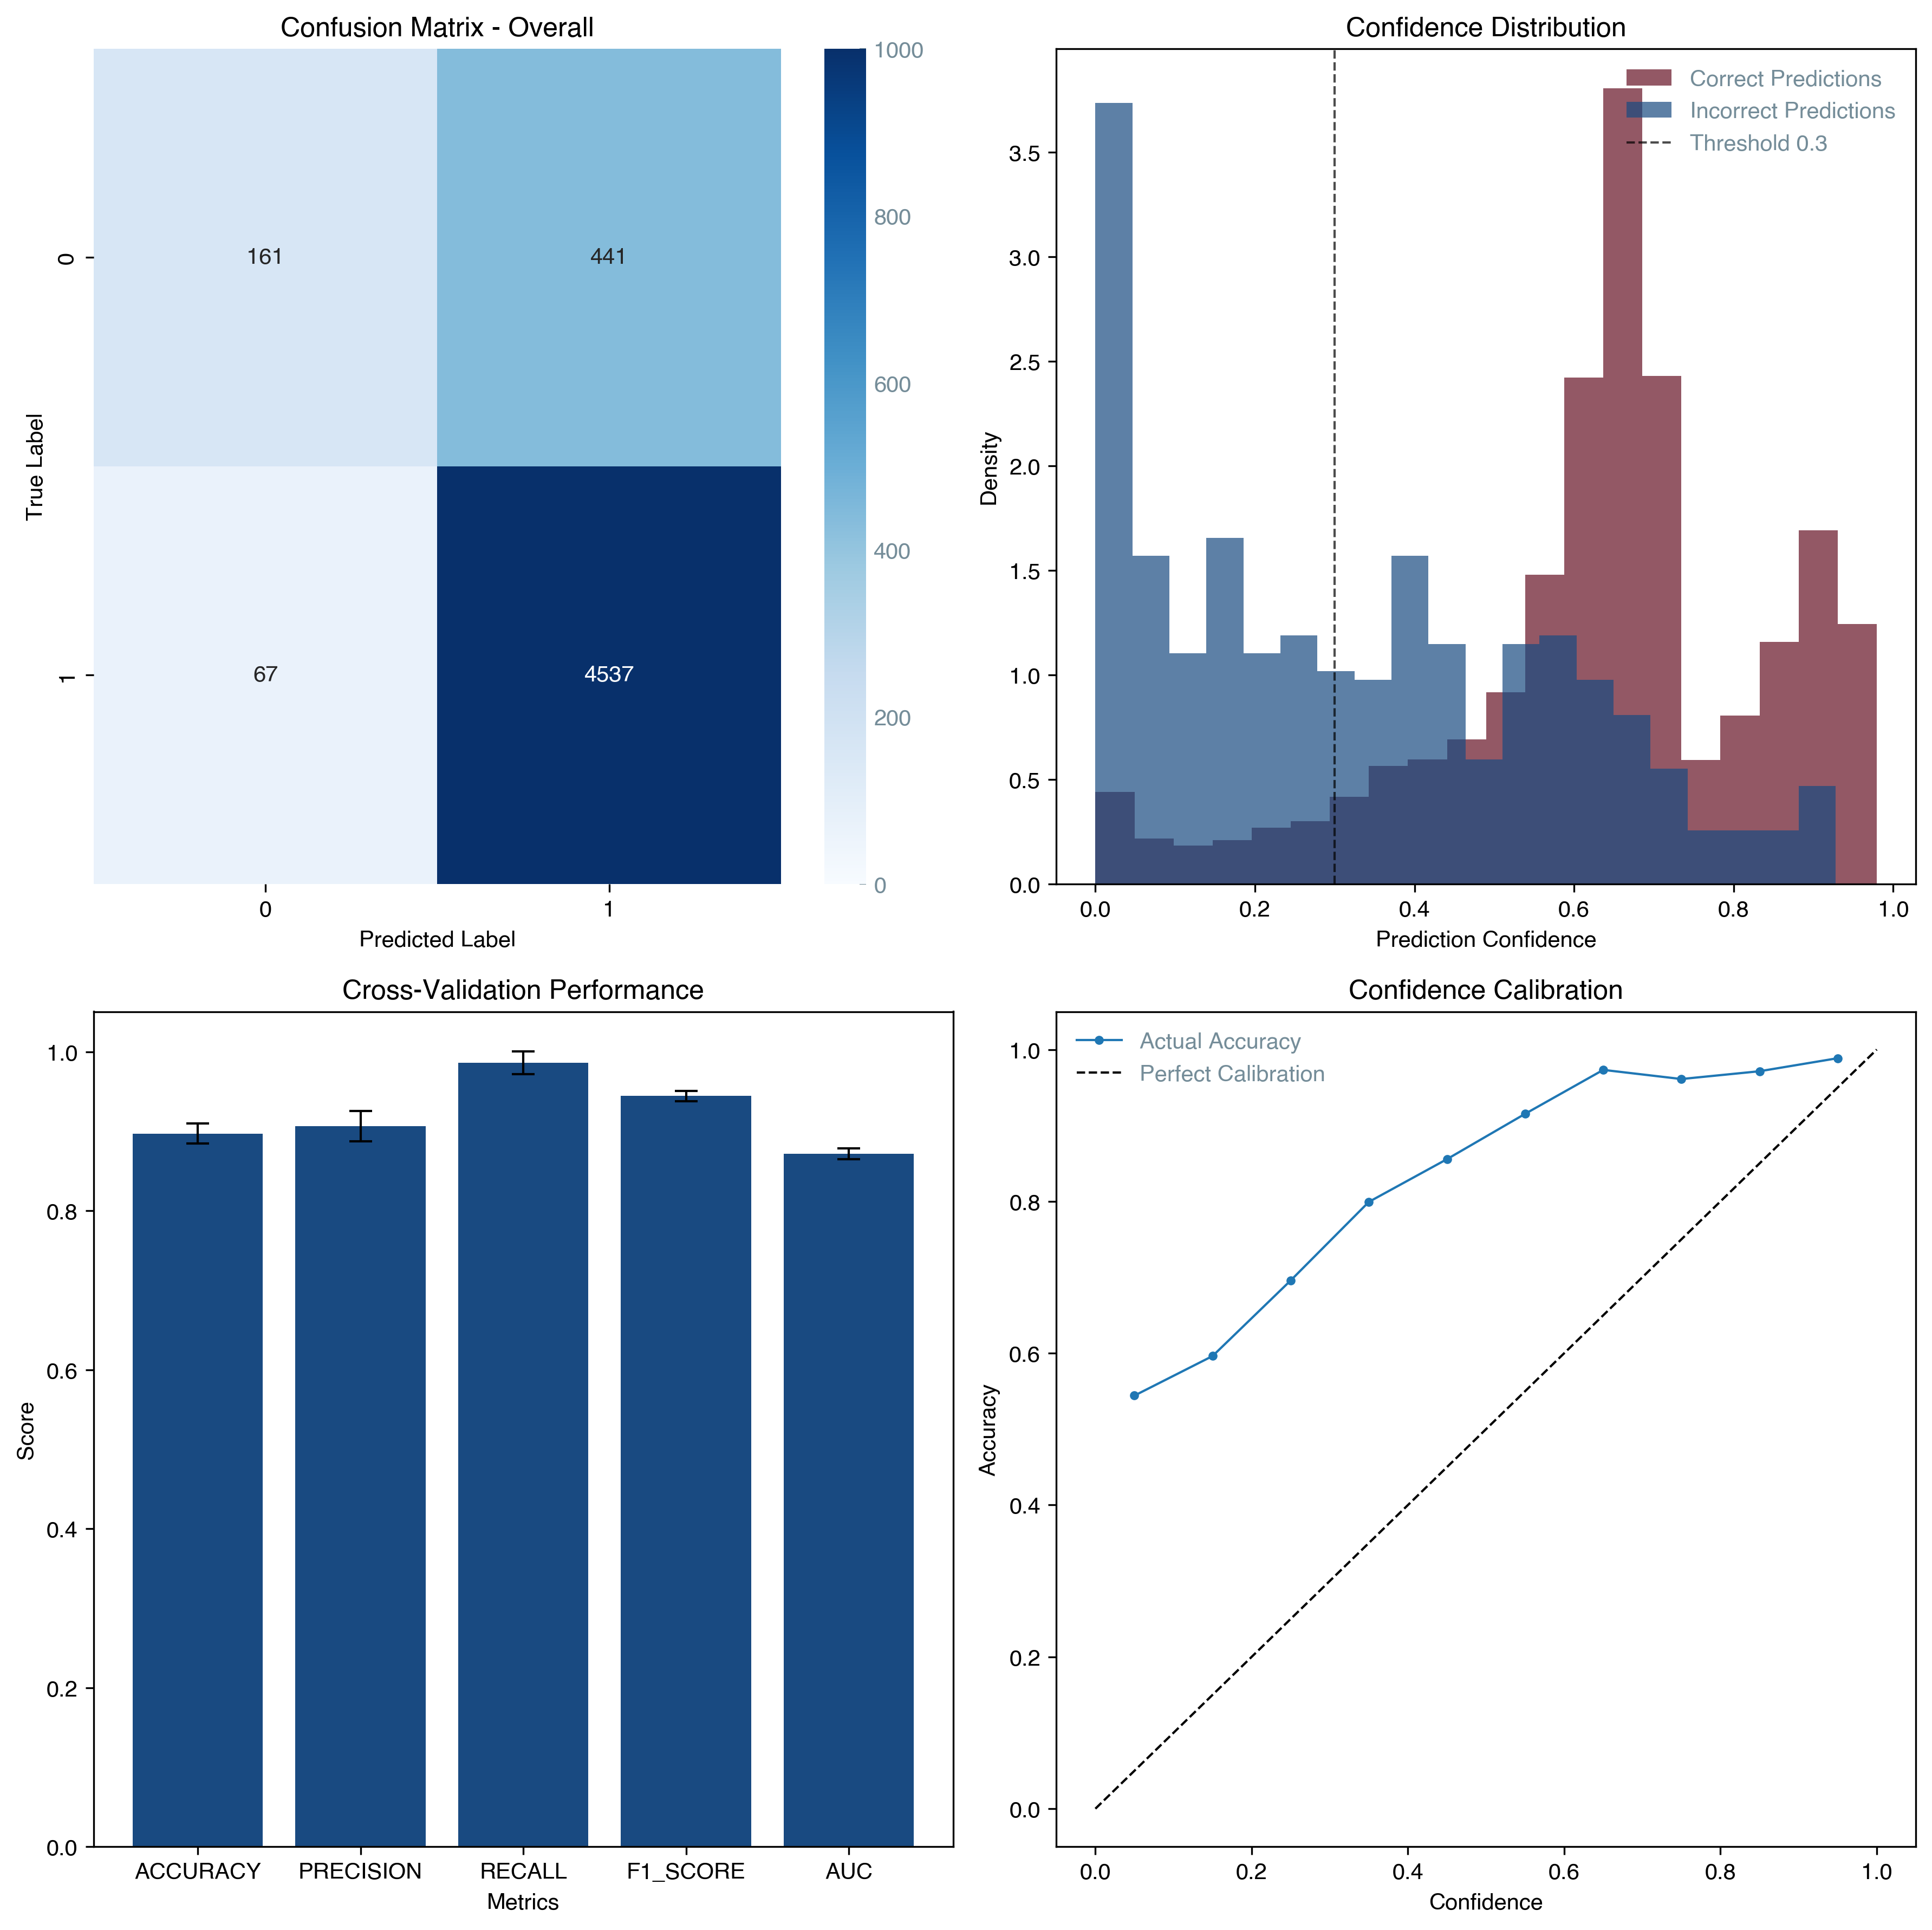 Confusion Matrix - Overall
True Label
0
1
161
441
67
4537
0
1
Predicted Label
1000
800
600
400
200
0
Confidence Distribution
Density
3.5
3.0
2.5
2.0
1.5
1.0
0.5
0.0
Correct Predictions
Incorrect Predictions
Threshold 0.3
0.0 0.2 0.4 0.6 0.8 1.0
Prediction Confidence
Cross-Validation Performance
Score
1.0
0.8
0.6
0.4
0.2
0.0
ACCURACY PRECISION RECALL F1_SCORE AUC
Metrics
Confidence Calibration
Accuracy
1.0
0.8
0.6
0.4
0.2
0.0
Actual Accuracy
Perfect Calibration
0.0 0.2 0.4 0.6 0.8 1.0
Confidence